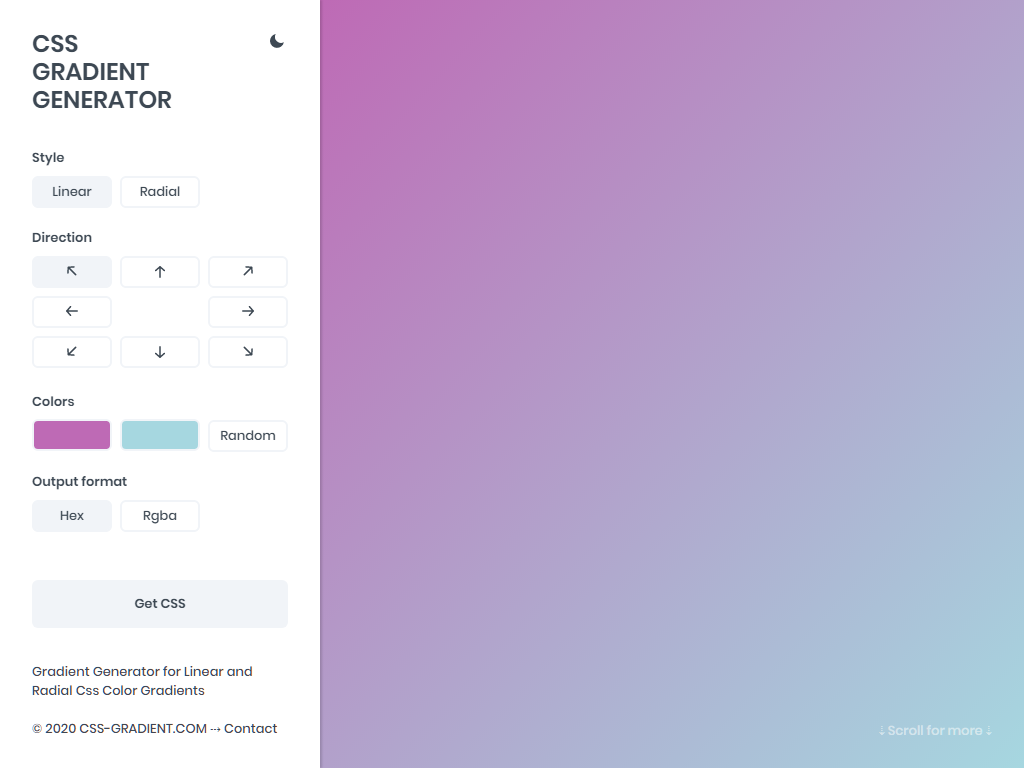 CSS
GRADIENT
GENERATOR
Style
Linear Radial
Direction
↖ ↑ ↗
← →
↙ ↓ ↘
Colors
Random
Output format
Hex Rgba
Get CSS
Gradient Generator for Linear and
Radial Css Color Gradients
© 2020 CSS-GRADIENT.COM ⇢ Contact
⇣ Scroll for more ⇣